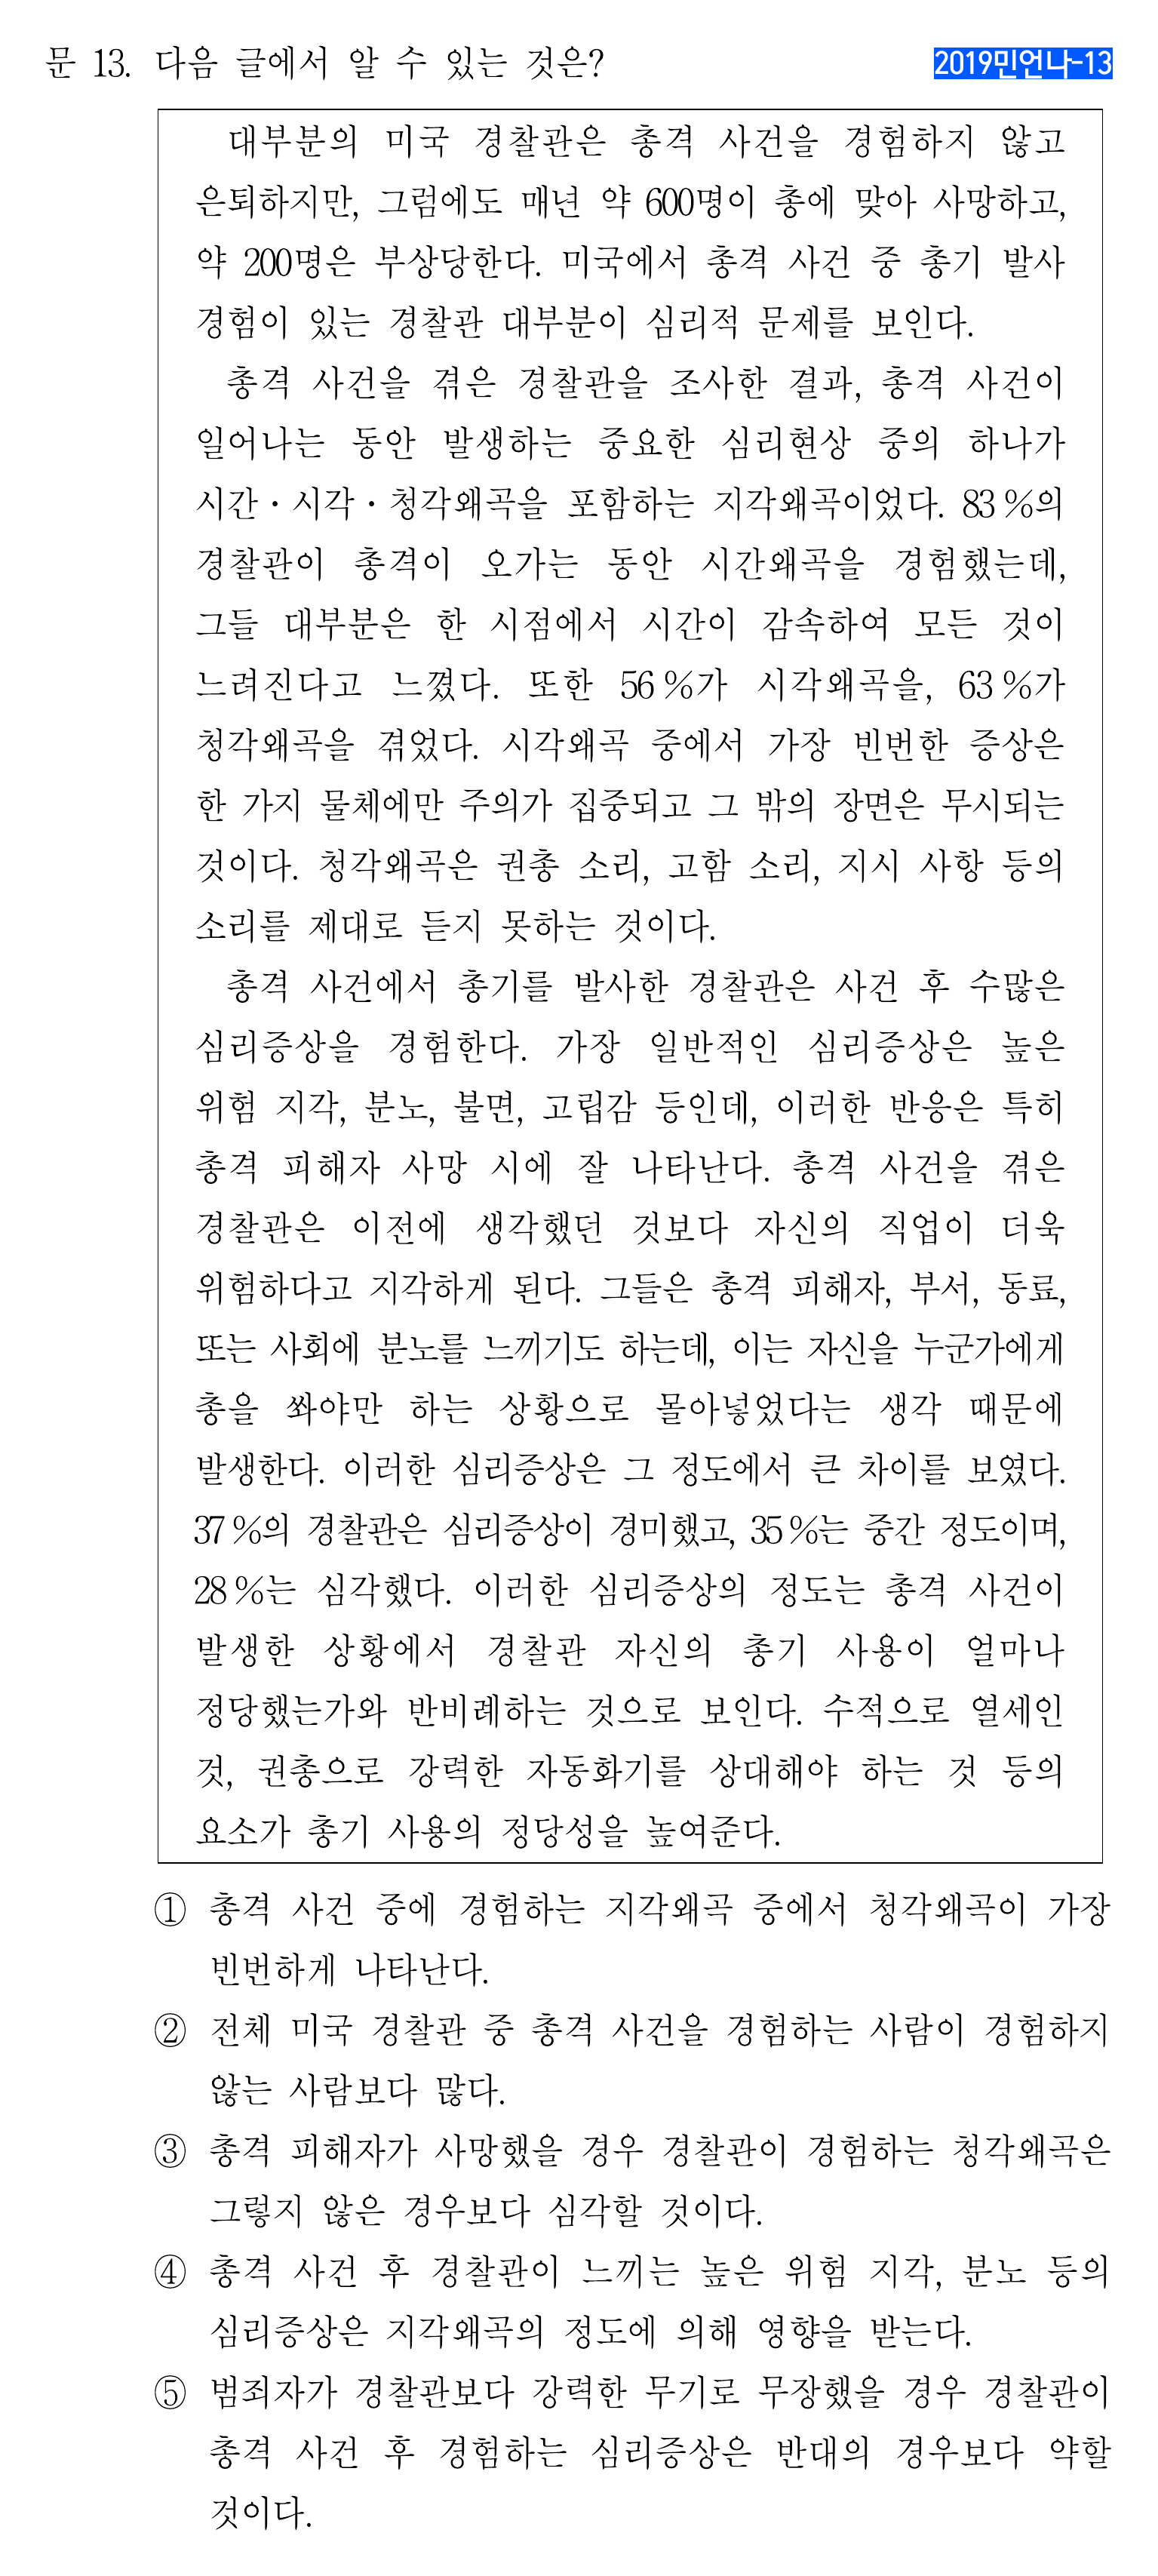 문 13. 다음 글에서 알 수 있는 것은?
2019민언나-13
대부분의 미국 경찰관은 총격 사건을 경험하지 않고
은퇴하지만, 그럼에도 매년 약 600명이 총에 맞아 사망하고,
약 200명은 부상당한다. 미국에서 총격 사건 중 총기 발사
경험이 있는 경찰관 대부분이 심리적 문제를 보인다.
총격 사건을 겪은 경찰관을 조사한 결과, 총격 사건이
일어나는 동안 발생하는 중요한 심리현상 중의 하나가
시간・시각・청각왜곡을 포함하는 지각왜곡이었다. 83%의
경찰관이 총격이 오가는 동안 시간왜곡을 경험했는데,
그들 대부분은 한 시점에서 시간이 감속하여 모든 것이
느려진다고 느꼈다. 또한 56%가 시각왜곡을, 63%가
청각왜곡을 겪었다. 시각왜곡 중에서 가장 빈번한 증상은
한 가지 물체에만 주의가 집중되고 그 밖의 장면은 무시되는
것이다. 청각왜곡은 권총 소리, 고함 소리, 지시 사항 등의
소리를 제대로 듣지 못하는 것이다.
총격 사건에서 총기를 발사한 경찰관은 사건 후 수많은
심리증상을 경험한다. 가장 일반적인 심리증상은 높은
위험 지각, 분노, 불면, 고립감 등인데, 이러한 반응은 특히
총격 피해자 사망 시에 잘 나타난다. 총격 사건을 겪은
경찰관은 이전에 생각했던 것보다 자신의 직업이 더욱
위험하다고 지각하게 된다. 그들은 총격 피해자, 부서, 동료,
또는 사회에 분노를 느끼기도 하는데, 이는 자신을 누군가에게
총을 쏴야만 하는 상황으로 몰아넣었다는 생각 때문에
발생한다. 이러한 심리증상은 그 정도에서 큰 차이를 보였다.
37%의 경찰관은 심리증상이 경미했고, 35%는 중간 정도이며,
28%는 심각했다. 이러한 심리증상의 정도는 총격 사건이
발생한 상황에서 경찰관 자신의 총기 사용이 얼마나
정당했는가와 반비례하는 것으로 보인다. 수적으로 열세인
것, 권총으로 강력한 자동화기를 상대해야 하는 것 등의
요소가 총기 사용의 정당성을 높여준다.
① 총격 사건 중에 경험하는 지각왜곡 중에서 청각왜곡이 가장
빈번하게 나타난다.
② 전체 미국 경찰관 중 총격 사건을 경험하는 사람이 경험하지
않는 사람보다 많다.
③ 총격 피해자가 사망했을 경우 경찰관이 경험하는 청각왜곡은
그렇지 않은 경우보다 심각할 것이다.
④ 총격 사건 후 경찰관이 느끼는 높은 위험 지각, 분노 등의
심리증상은 지각왜곡의 정도에 의해 영향을 받는다.
⑤ 범죄자가 경찰관보다 강력한 무기로 무장했을 경우 경찰관이
총격 사건 후 경험하는 심리증상은 반대의 경우보다 약할
것이다.